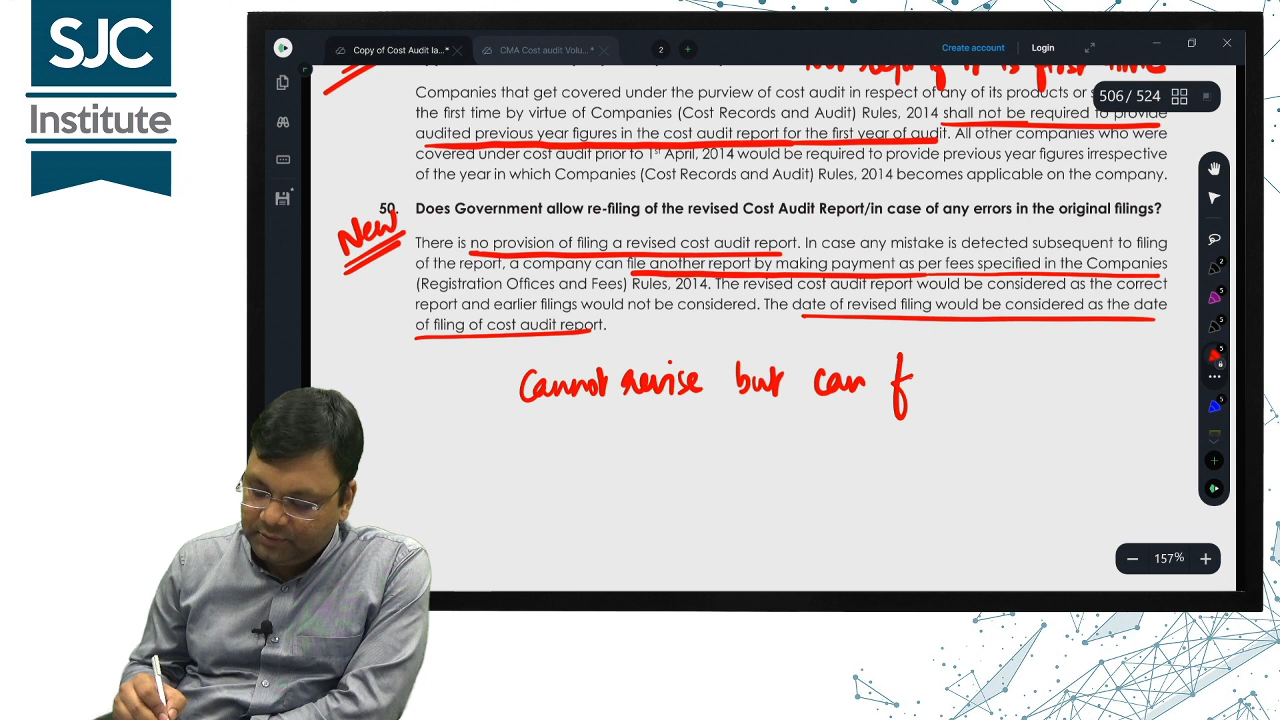 SJC
Institute
Copy of Cost Audit la...*
CMA Cost audit Volu...*
2
Create account
Login
506 / 524
Companies that get covered under the purview of cost audit in respect of any of its products or
the first time by virtue of Companies (Cost Records and Audit) Rules, 2014 shall not be required to provide
audited previous year figures in the cost audit report for the first year of audit. All other companies who were
covered under cost audit prior to 1st April, 2014 would be required to provide previous year figures irrespective
of the year in which Companies (Cost Records and Audit) Rules, 2014 becomes applicable on the company.
50. Does Government allow re-filing of the revised Cost Audit Report/in case of any errors in the original filings?
New
There is no provision of filing a revised cost audit report. In case any mistake is detected subsequent to filing
of the report, a company can file another report by making payment as per fees specified in the Companies
(Registration Offices and Fees) Rules, 2014. The revised cost audit report would be considered as the correct
report and earlier filings would not be considered. The date of revised filing would be considered as the date
of filing of cost audit report.
Cannot revise but can f
157%